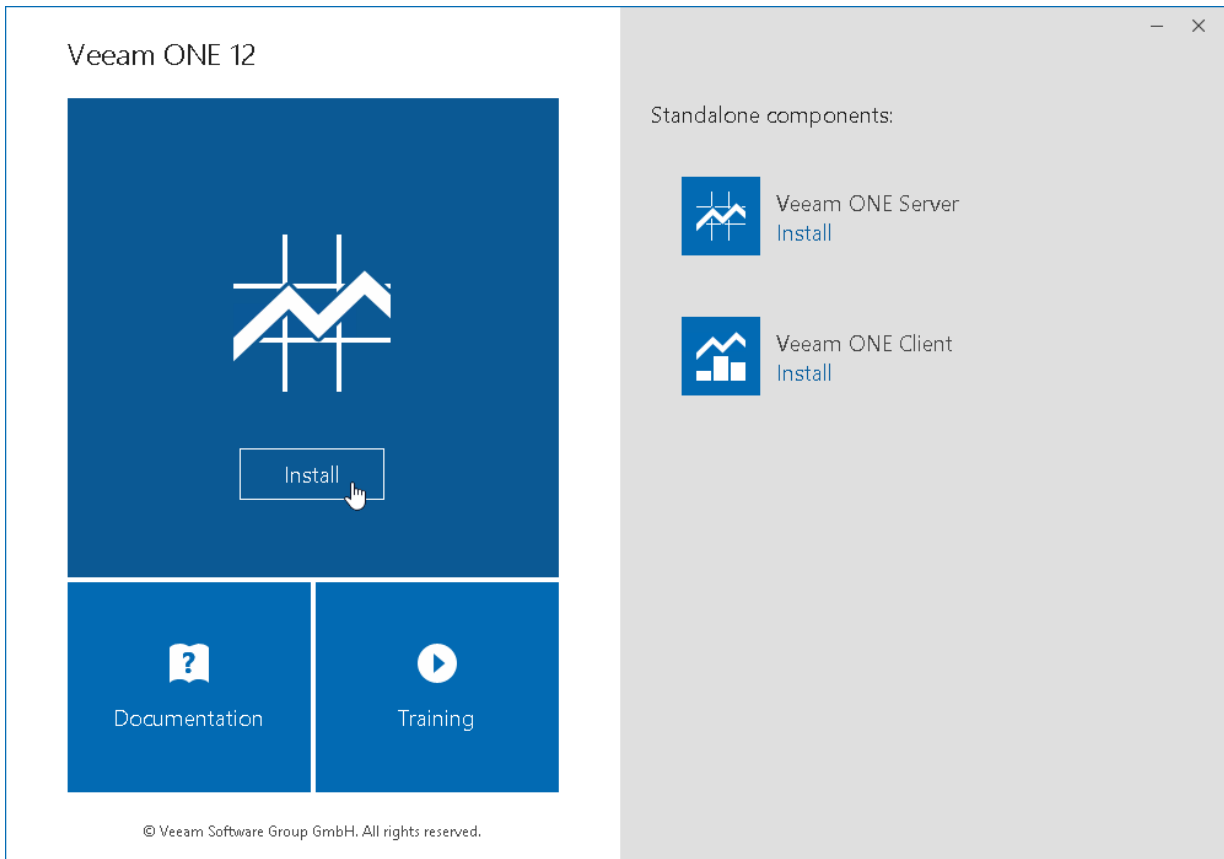 Veeam ONE 12
Install
Documentation
Training
© Veeam Software Group GmbH. All rights reserved.
Standalone components:
Veeam ONE Server
Install
Veeam ONE Client
Install